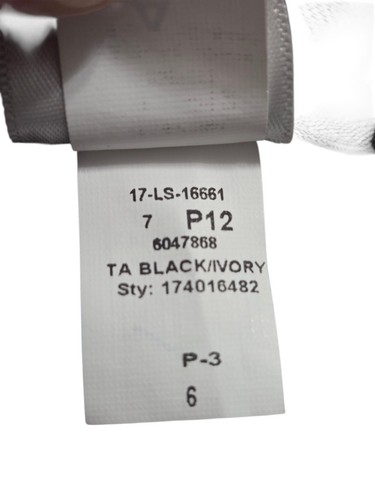 17-LS-16661
7 P12
6047868
TA BLACK/IVORY
Sty: 174016482
P-3
6